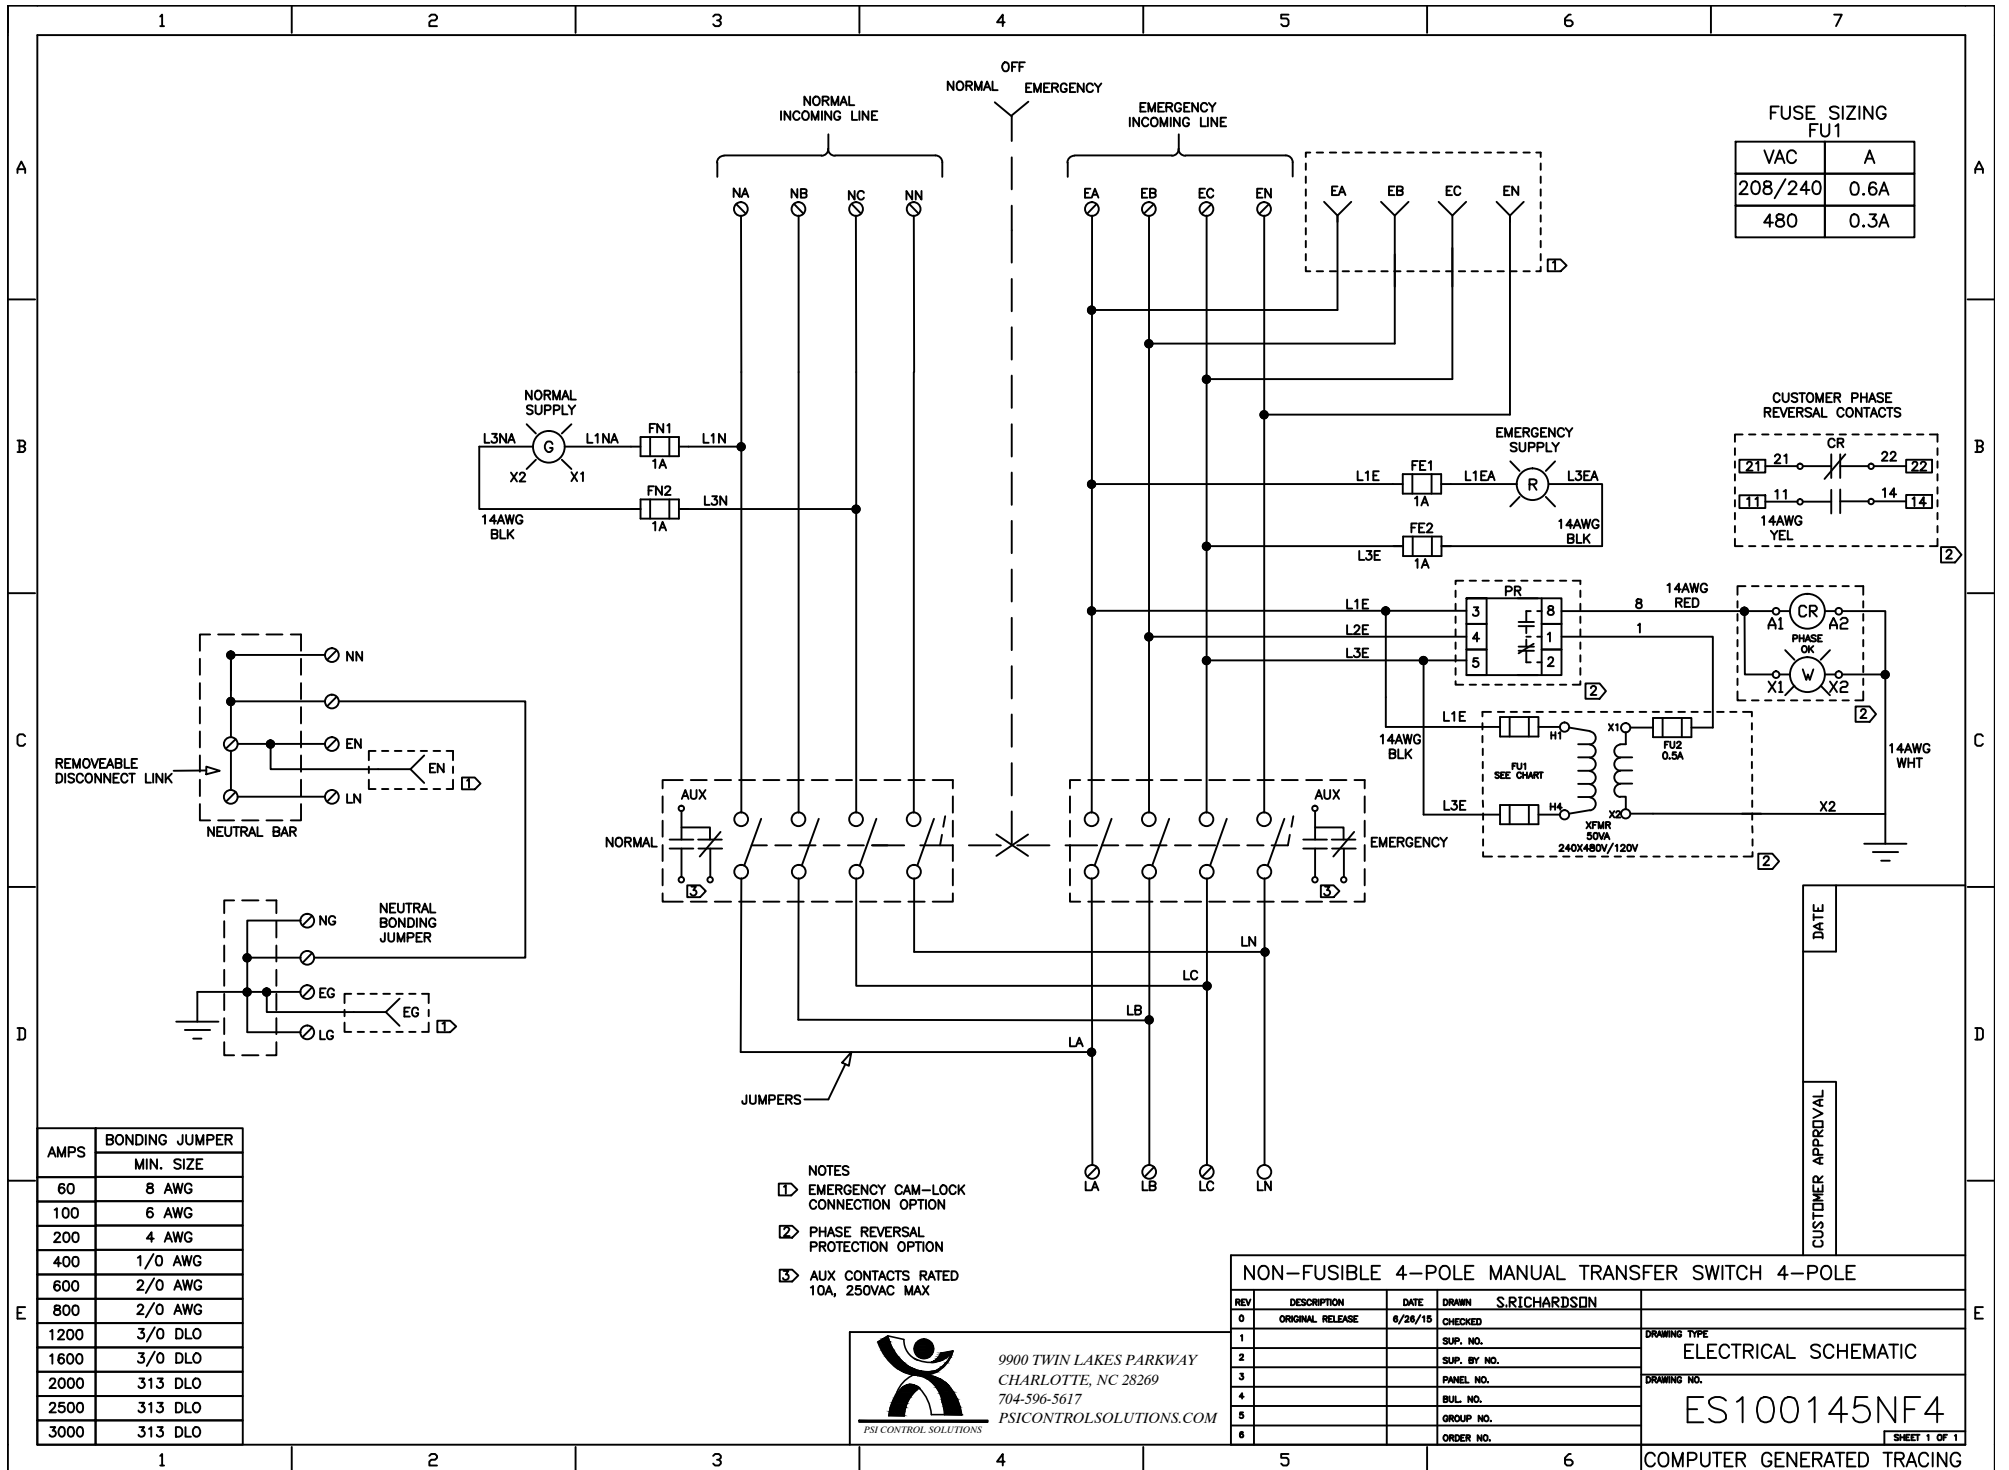 1 2 3 4 5 6 7
A
B
C
D
E
A
B
C
D
E
1 2 3 4 5 6
OFF
NORMAL EMERGENCY
NORMAL
INCOMING LINE
EMERGENCY
INCOMING LINE
NA NB NC NN
EA EB EC EN
EA EB EC EN
1
FUSE SIZING
FU1
VAC A
208/240 0.6A
480 0.3A
NORMAL
SUPPLY
L3NA G L1NA FN1 L1N
X2 X1 1A
FN2 L3N
1A
14AWG
BLK
EMERGENCY
SUPPLY
L1E FE1 L1EA R L3EA
1A
FE2
L3E 1A
14AWG
BLK
CUSTOMER PHASE
REVERSAL CONTACTS
CR
21 21 22 22
11 11 14 14
14AWG
YEL
2
PR
L1E 3 8 8
L2E 4 1 1
L3E 5 2
2
14AWG
RED
CR
A1 A2
PHASE
OK
W
X1 X2
2
14AWG
WHT
L1E
14AWG
BLK
L3E
H1 X1
FU1
SEE CHART
FU2
0.5A
H4 X2
XFMR
50VA
240X480V/120V
X2
2
NN
EN
EN
1
LN
REMOVEABLE
DISCONNECT LINK
NEUTRAL BAR
NG
EG
EG
1
LG
NEUTRAL
BONDING
JUMPER
NORMAL
AUX
3
AUX
3
EMERGENCY
LN
LC
LB
LA
JUMPERS
LA LB LC LN
AMPS BONDING JUMPER
MIN. SIZE
60 8 AWG
100 6 AWG
200 4 AWG
400 1/0 AWG
600 2/0 AWG
800 2/0 AWG
1200 3/0 DLO
1600 3/0 DLO
2000 313 DLO
2500 313 DLO
3000 313 DLO
NOTES
1 EMERGENCY CAM-LOCK
CONNECTION OPTION
2 PHASE REVERSAL
PROTECTION OPTION
3 AUX CONTACTS RATED
10A, 250VAC MAX
DATE
CUSTOMER APPROVAL
PSI CONTROL SOLUTIONS
9900 TWIN LAKES PARKWAY
CHARLOTTE, NC 28269
704-596-5617
PSICONTROLSOLUTIONS.COM
NON-FUSIBLE 4-POLE MANUAL TRANSFER SWITCH 4-POLE
REV DESCRIPTION DATE DRAWN S.RICHARDSON
0 ORIGINAL RELEASE 6/26/15 CHECKED
1 SUP. NO.
2 SUP. BY NO.
3 PANEL NO.
4 BUL. NO.
5 GROUP NO.
6 ORDER NO.
DRAWING TYPE
ELECTRICAL SCHEMATIC
DRAWING NO.
ES100145NF4
SHEET 1 OF 1
COMPUTER GENERATED TRACING